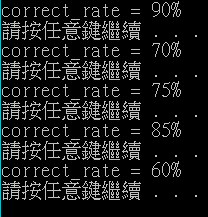 correct_rate = 90%
請按任意鍵繼續 . . .
correct_rate = 70%
請按任意鍵繼續 . . .
correct_rate = 75%
請按任意鍵繼續 . . .
correct_rate = 85%
請按任意鍵繼續 . . .
correct_rate = 60%
請按任意鍵繼續 . . .